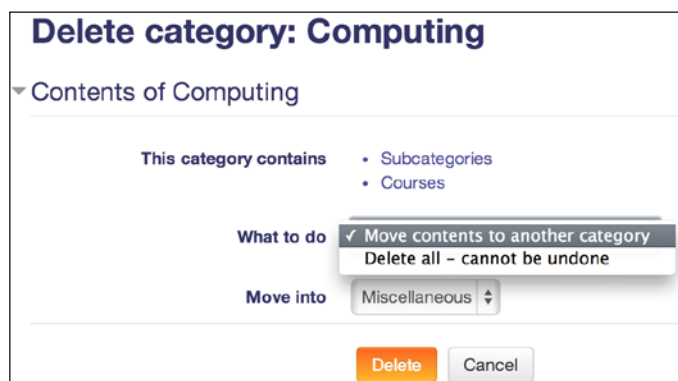 Delete category: Computing
Contents of Computing
This category contains
• Subcategories
• Courses
What to do
✓ Move contents to another category
Delete all – cannot be undone
Move into
Miscellaneous
Delete
Cancel